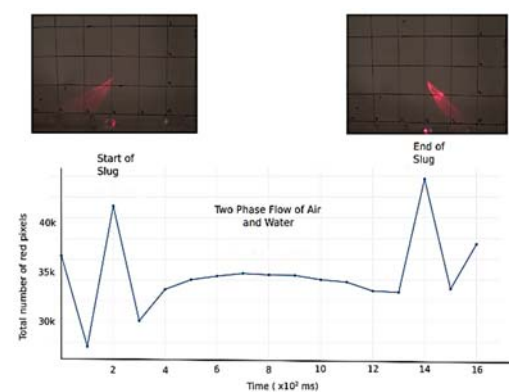 Start of
Slug
End of
Slug
Two Phase Flow of Air
and Water
Total number of red pixels
40k
35k
30k
2
4
6
8
10
12
14
16
Time ( x10² ms)